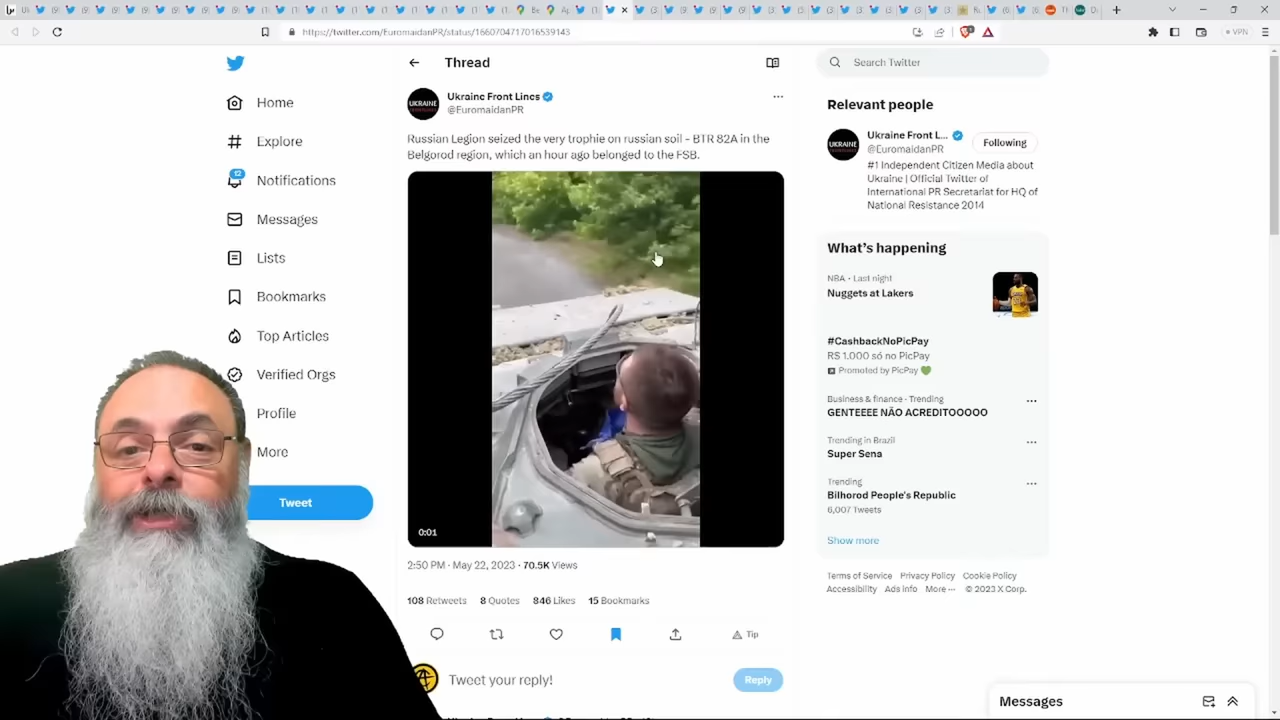 https://twitter.com/EuromaidanPR/status/1660704717016539143
VPN
Home
Explore
12
Notifications
Messages
Lists
Bookmarks
Top Articles
Verified Orgs
Profile
More
Tweet
Thread
UKRAINE
Ukraine Front Lines
@EuromaidanPR
Russian Legion seized the very trophie on russian soil - BTR 82A in the
Belgorod region, which an hour ago belonged to the FSB.
0:01
2:50 PM · May 22, 2023 · 70.5K Views
108 Retweets 8 Quotes 846 Likes 15 Bookmarks
Tip
Tweet your reply!
Reply
Search Twitter
Relevant people
UKRAINE
Ukraine Front L...
@EuromaidanPR
Following
#1 Independent Citizen Media about
Ukraine | Official Twitter of
International PR Secretariat for HQ of
National Resistance 2014
What's happening
NBA · Last night
Nuggets at Lakers
#CashbackNoPicPay
R$ 1.000 só no PicPay
Promoted by PicPay
Business & finance · Trending
GENTEEEE NÃO ACREDITOOOOO
Trending in Brazil
Super Sena
Trending
Bilhorod People's Republic
6,007 Tweets
Show more
Terms of Service Privacy Policy Cookie Policy
Accessibility Ads info More ··· © 2023 X Corp.
Messages